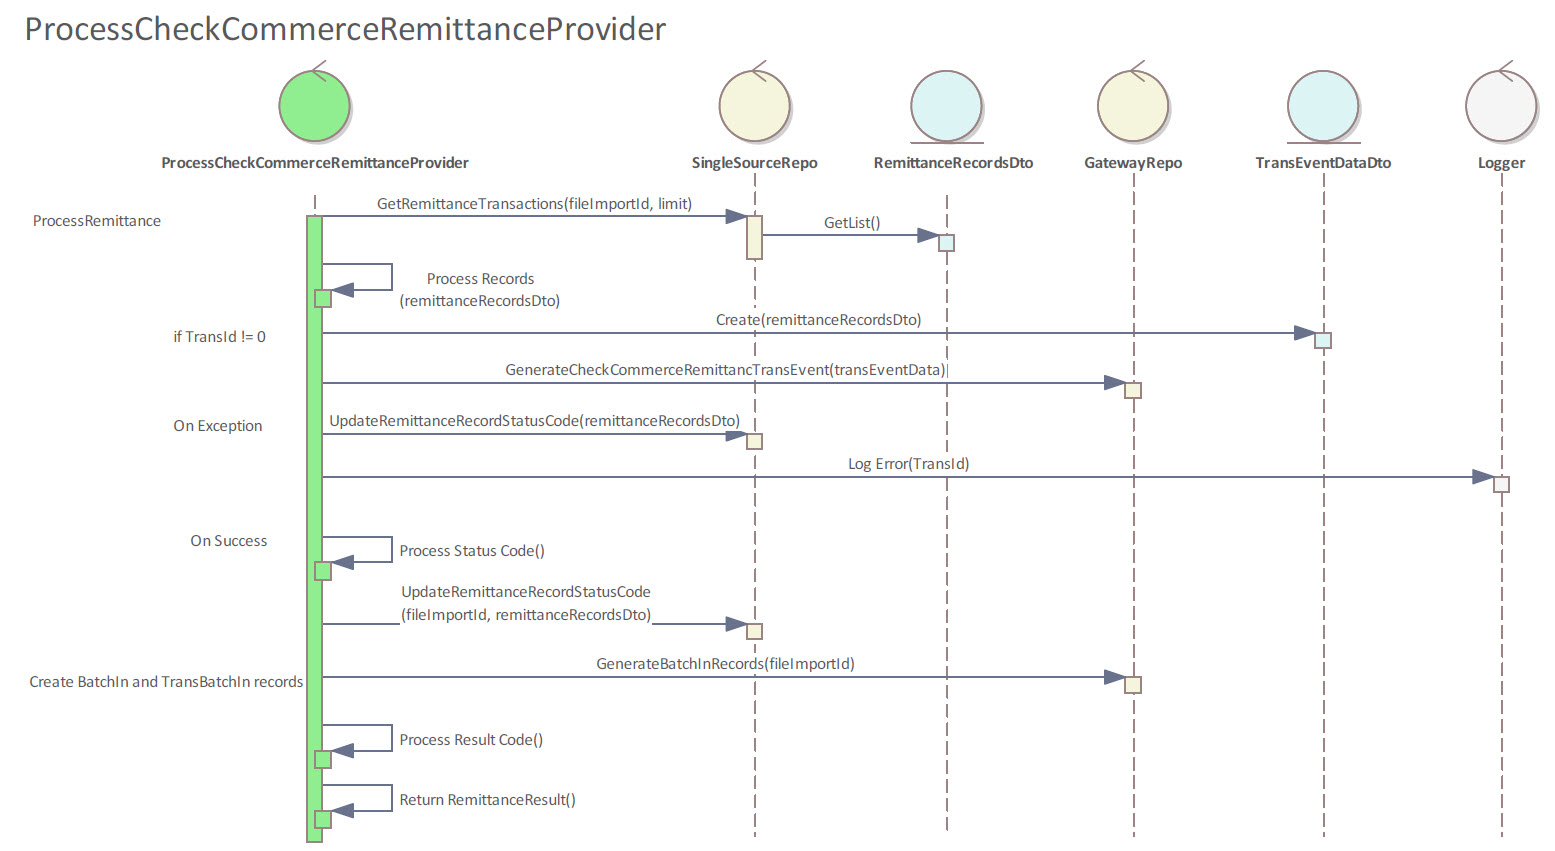 ProcessCheckCommerceRemittanceProvider
ProcessCheckCommerceRemittanceProvider
SingleSourceRepo
RemittanceRecordsDto
GatewayRepo
TransEventDataDto
Logger
ProcessRemittance
GetRemittanceTransactions(fileImportId, limit)
GetList()
Process Records
(remittanceRecordsDto)
if TransId != 0
Create(remittanceRecordsDto)
GenerateCheckCommerceRemittancTransEvent(transEventData)
On Exception
UpdateRemittanceRecordStatusCode(remittanceRecordsDto)
Log Error(TransId)
On Success
Process Status Code()
UpdateRemittanceRecordStatusCode
(fileImportId, remittanceRecordsDto)
Create BatchIn and TransBatchIn records
GenerateBatchInRecords(fileImportId)
Process Result Code()
Return RemittanceResult()